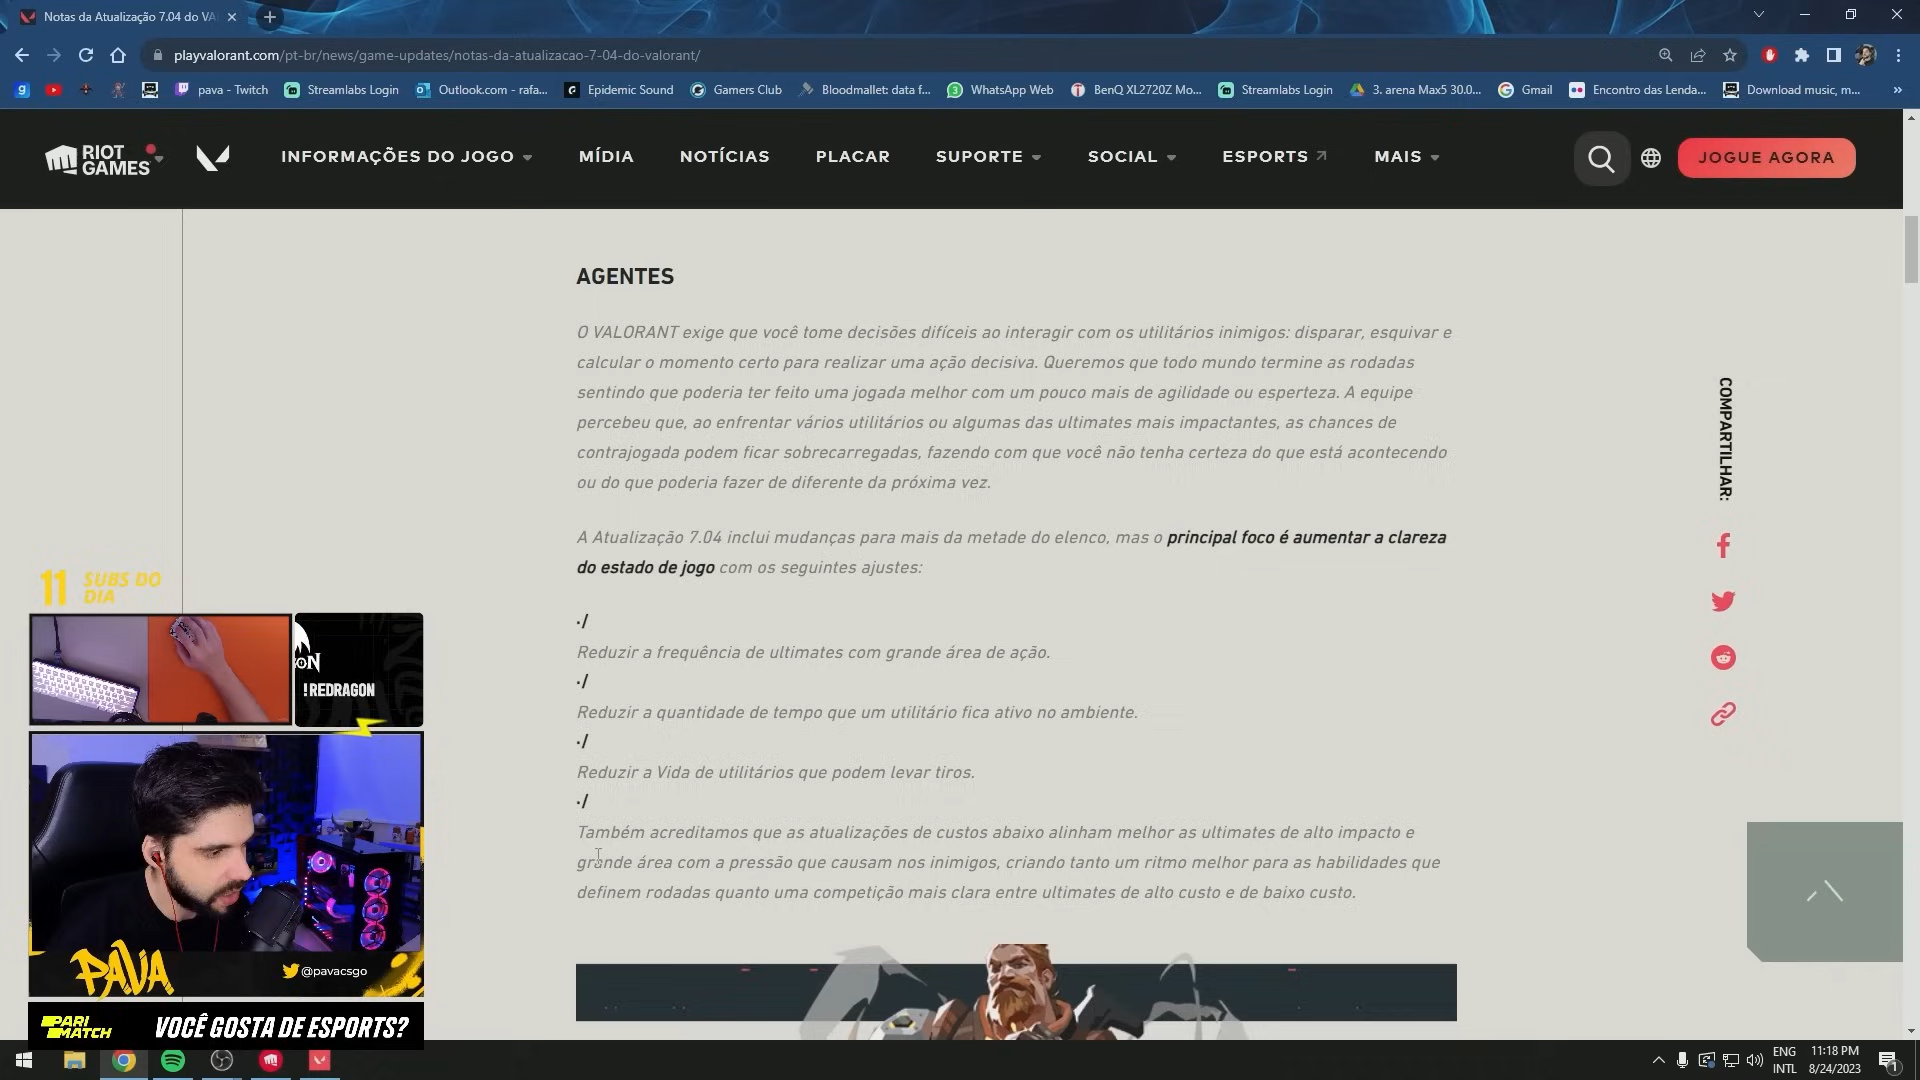 Notas da Atualização 7.04 do VA
playvalorant.com/pt-br/news/game-updates/notas-da-atualizacao-7-04-do-valorant/
pava - Twitch
Streamlabs Login
Outlook.com - rafa...
Epidemic Sound
Gamers Club
Bloodmallet: data f...
WhatsApp Web
BenQ XL2720Z Mo...
Streamlabs Login
3. arena Max5 30.0...
Gmail
Encontro das Lenda...
Download music, m...
RIOT
GAMES
INFORMAÇÕES DO JOGO
MÍDIA
NOTÍCIAS
PLACAR
SUPORTE
SOCIAL
ESPORTS
MAIS
JOGUE AGORA
AGENTES
O VALORANT exige que você tome decisões difíceis ao interagir com os utilitários inimigos: disparar, esquivar e
calcular o momento certo para realizar uma ação decisiva. Queremos que todo mundo termine as rodadas
sentindo que poderia ter feito uma jogada melhor com um pouco mais de agilidade ou esperteza. A equipe
percebeu que, ao enfrentar vários utilitários ou algumas das ultimates mais impactantes, as chances de
contrajogada podem ficar sobrecarregadas, fazendo com que você não tenha certeza do que está acontecendo
ou do que poderia fazer de diferente da próxima vez.
A Atualização 7.04 inclui mudanças para mais da metade do elenco, mas o principal foco é aumentar a clareza
do estado de jogo com os seguintes ajustes:
·/
Reduzir a frequência de ultimates com grande área de ação.
·/
Reduzir a quantidade de tempo que um utilitário fica ativo no ambiente.
·/
Reduzir a Vida de utilitários que podem levar tiros.
·/
Também acreditamos que as atualizações de custos abaixo alinham melhor as ultimates de alto impacto e
grande área com a pressão que causam nos inimigos, criando tanto um ritmo melhor para as habilidades que
definem rodadas quanto uma competição mais clara entre ultimates de alto custo e de baixo custo.
COMPARTILHAR:
11 SUBS DO
DIA
!REDRAGON
PAVA
@pavacsgo
PARI
MATCH
VOCÊ GOSTA DE ESPORTS?
ENG
INTL
11:18 PM
8/24/2023
1